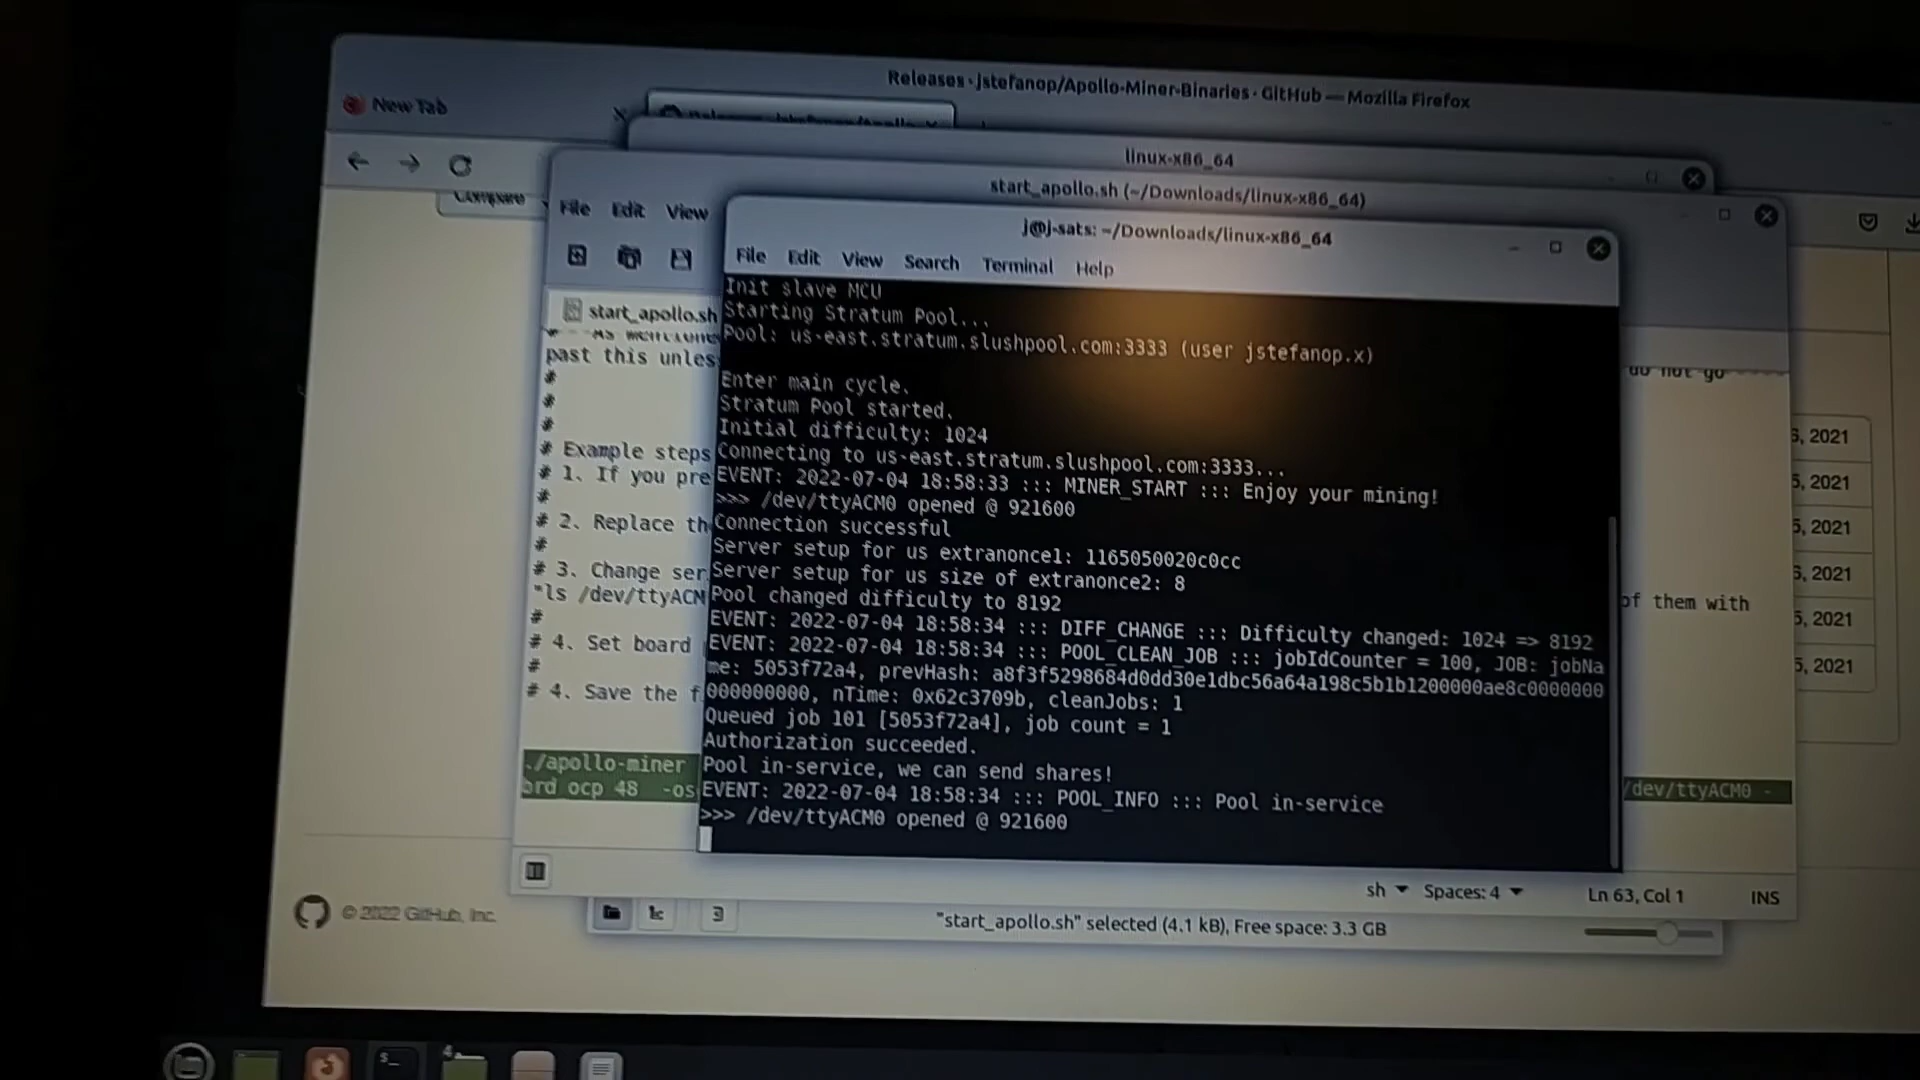 Releases · jstefanop/Apollo-Miner-Binaries · GitHub — Mozilla Firefox
New Tab
linux-x86_64
Compare
start_apollo.sh (~/Downloads/linux-x86_64)
File Edit View
j@j-sats: ~/Downloads/linux-x86_64
File Edit View Search Terminal Help
start_apollo.sh
past this unles
do not go
#
#
#
# Example steps
# 1. If you pre
#
# 2. Replace th
#
# 3. Change ser
"ls /dev/ttyACM
of them with
#
# 4. Set board
#
# 4. Save the f
./apollo-miner
brd_ocp 48 -os
/dev/ttyACM0 -
Init slave MCU
Starting Stratum Pool...
Pool: us-east.stratum.slushpool.com:3333 (user jstefanop.x)
Enter main cycle.
Stratum Pool started.
Initial difficulty: 1024
Connecting to us-east.stratum.slushpool.com:3333...
EVENT: 2022-07-04 18:58:33 ::: MINER_START ::: Enjoy your mining!
>>> /dev/ttyACM0 opened @ 921600
Connection successful
Server setup for us extranonce1: 1165050020c0cc
Server setup for us size of extranonce2: 8
Pool changed difficulty to 8192
EVENT: 2022-07-04 18:58:34 ::: DIFF_CHANGE ::: Difficulty changed: 1024 => 8192
EVENT: 2022-07-04 18:58:34 ::: POOL_CLEAN_JOB ::: jobIdCounter = 100, JOB: jobNa
me: 5053f72a4, prevHash: a8f3f5298684d0dd30e1dbc56a64a198c5b1b1200000ae8c0000000
000000000, nTime: 0x62c3709b, cleanJobs: 1
Queued job 101 [5053f72a4], job count = 1
Authorization succeeded.
Pool in-service, we can send shares!
EVENT: 2022-07-04 18:58:34 ::: POOL_INFO ::: Pool in-service
>>> /dev/ttyACM0 opened @ 921600
, 2021
5, 2021
5, 2021
, 2021
5, 2021
5, 2021
sh Spaces: 4 Ln 63, Col 1 INS
© 2022 GitHub, Inc.
"start_apollo.sh" selected (4.1 kB), Free space: 3.3 GB